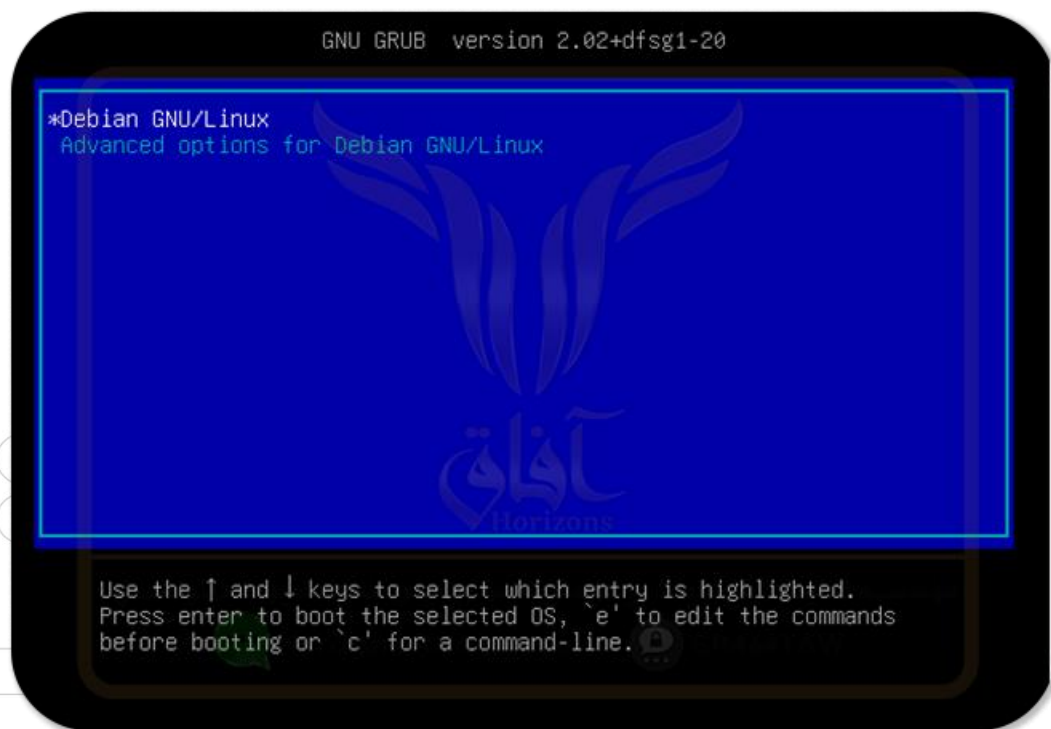 GNU GRUB version 2.02+dfsg1-20
*Debian GNU/Linux
Advanced options for Debian GNU/Linux
آفاق
Horizons
Use the ↑ and ↓ keys to select which entry is highlighted.
Press enter to boot the selected OS, `e' to edit the commands
before booting or `c' for a command-line.